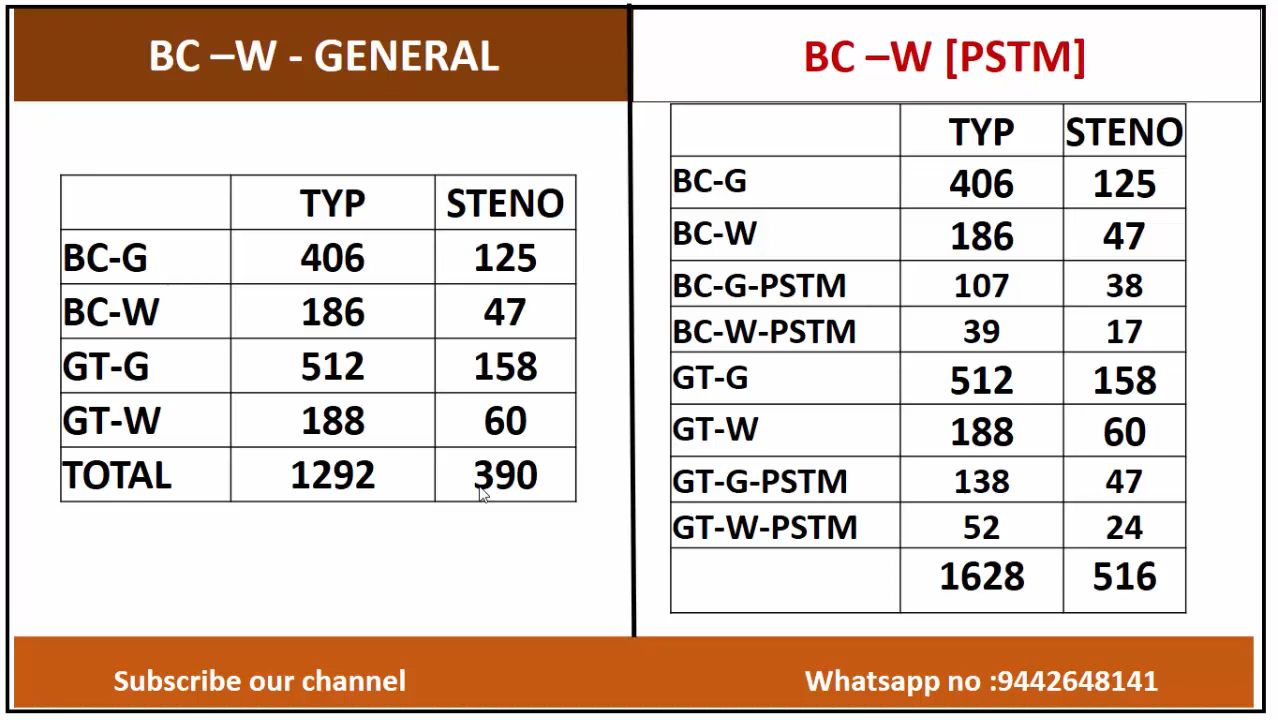 BC –W - GENERAL
TYP STENO
BC-G 406 125
BC-W 186 47
GT-G 512 158
GT-W 188 60
TOTAL 1292 390
BC –W [PSTM]
TYP STENO
BC-G 406 125
BC-W 186 47
BC-G-PSTM 107 38
BC-W-PSTM 39 17
GT-G 512 158
GT-W 188 60
GT-G-PSTM 138 47
GT-W-PSTM 52 24
1628 516
Subscribe our channel
Whatsapp no :9442648141